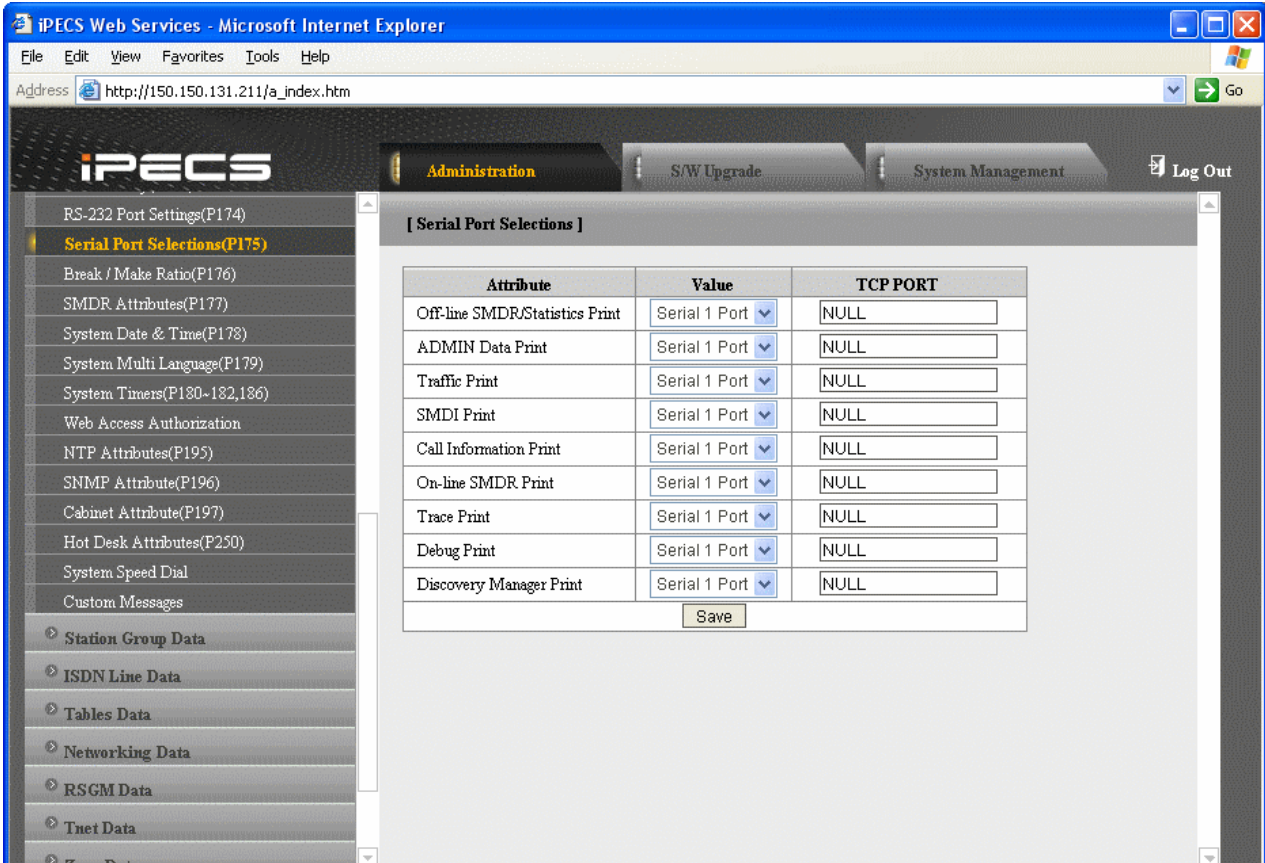 iPECS Web Services - Microsoft Internet Explorer
File Edit View Favorites Tools Help
Address http://150.150.131.211/a_index.htm Go
iPECS
Administration S/W Upgrade System Management Log Out
RS-232 Port Settings(P174)
Serial Port Selections(P175)
Break / Make Ratio(P176)
SMDR Attributes(P177)
System Date & Time(P178)
System Multi Language(P179)
System Timers(P180~182,186)
Web Access Authorization
NTP Attributes(P195)
SNMP Attribute(P196)
Cabinet Attribute(P197)
Hot Desk Attributes(P250)
System Speed Dial
Custom Messages
Station Group Data
ISDN Line Data
Tables Data
Networking Data
RSGM Data
Tnet Data
[ Serial Port Selections ]
Attribute Value TCP PORT
Off-line SMDR/Statistics Print Serial 1 Port NULL
ADMIN Data Print Serial 1 Port NULL
Traffic Print Serial 1 Port NULL
SMDI Print Serial 1 Port NULL
Call Information Print Serial 1 Port NULL
On-line SMDR Print Serial 1 Port NULL
Trace Print Serial 1 Port NULL
Debug Print Serial 1 Port NULL
Discovery Manager Print Serial 1 Port NULL
Save